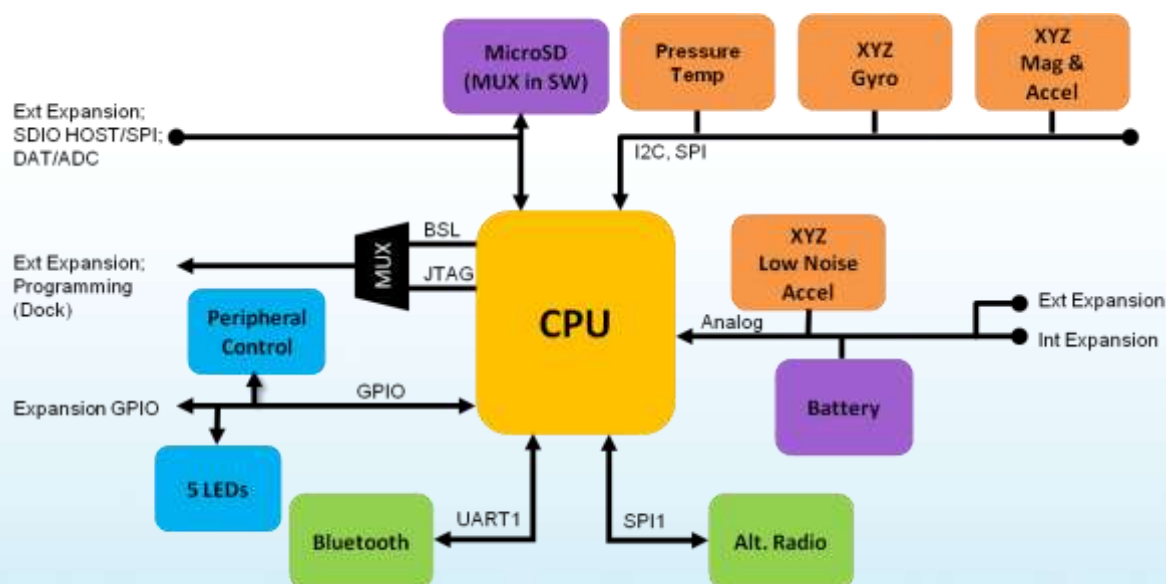 MicroSD
(MUX in SW)
Pressure
Temp
XYZ
Gyro
XYZ
Mag &
Accel
Ext Expansion;
SDIO HOST/SPI;
DAT/ADC
I2C, SPI
BSL
MUX
JTAG
Ext Expansion;
Programming
(Dock)
CPU
XYZ
Low Noise
Accel
Analog
Ext Expansion
Int Expansion
Peripheral
Control
Battery
GPIO
Expansion GPIO
5 LEDs
UART1
Bluetooth
SPI1
Alt. Radio